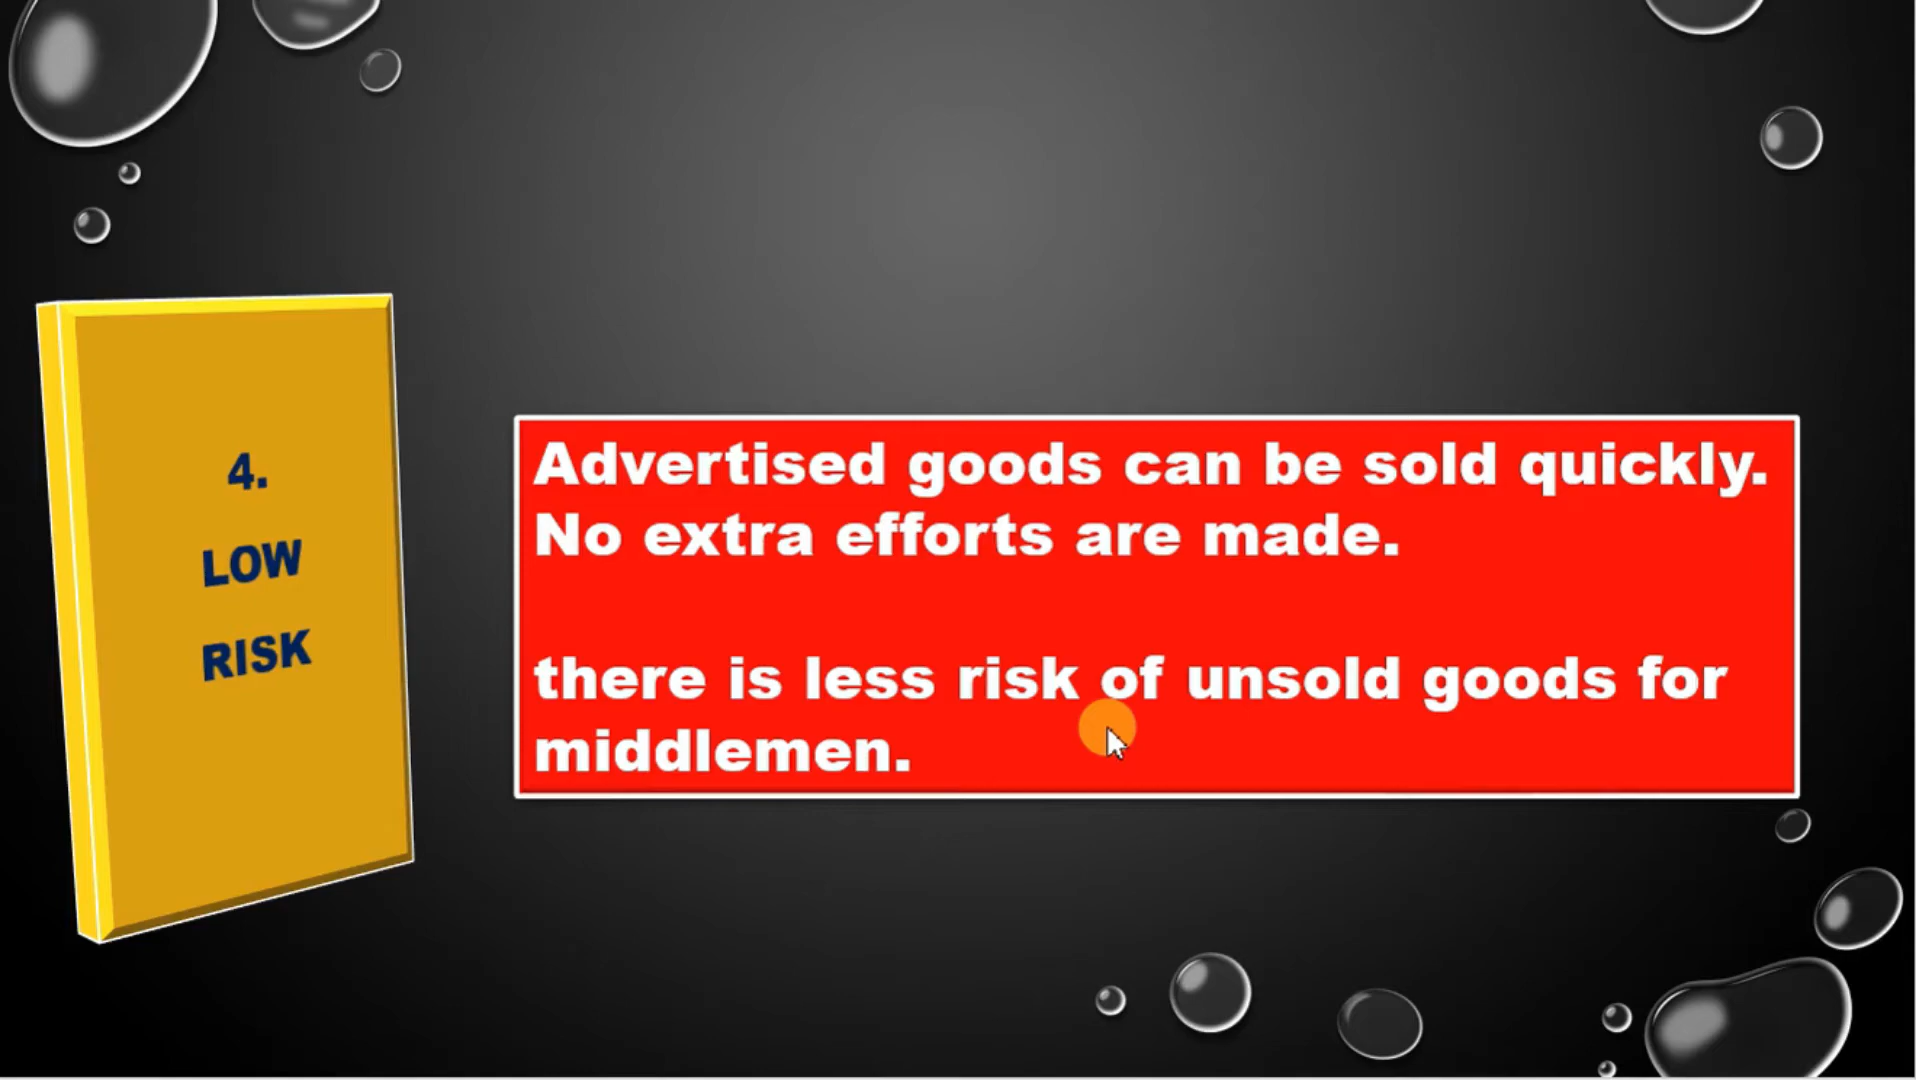 4.
LOW
RISK
Advertised goods can be sold quickly.
No extra efforts are made.
there is less risk of unsold goods for
middlemen.